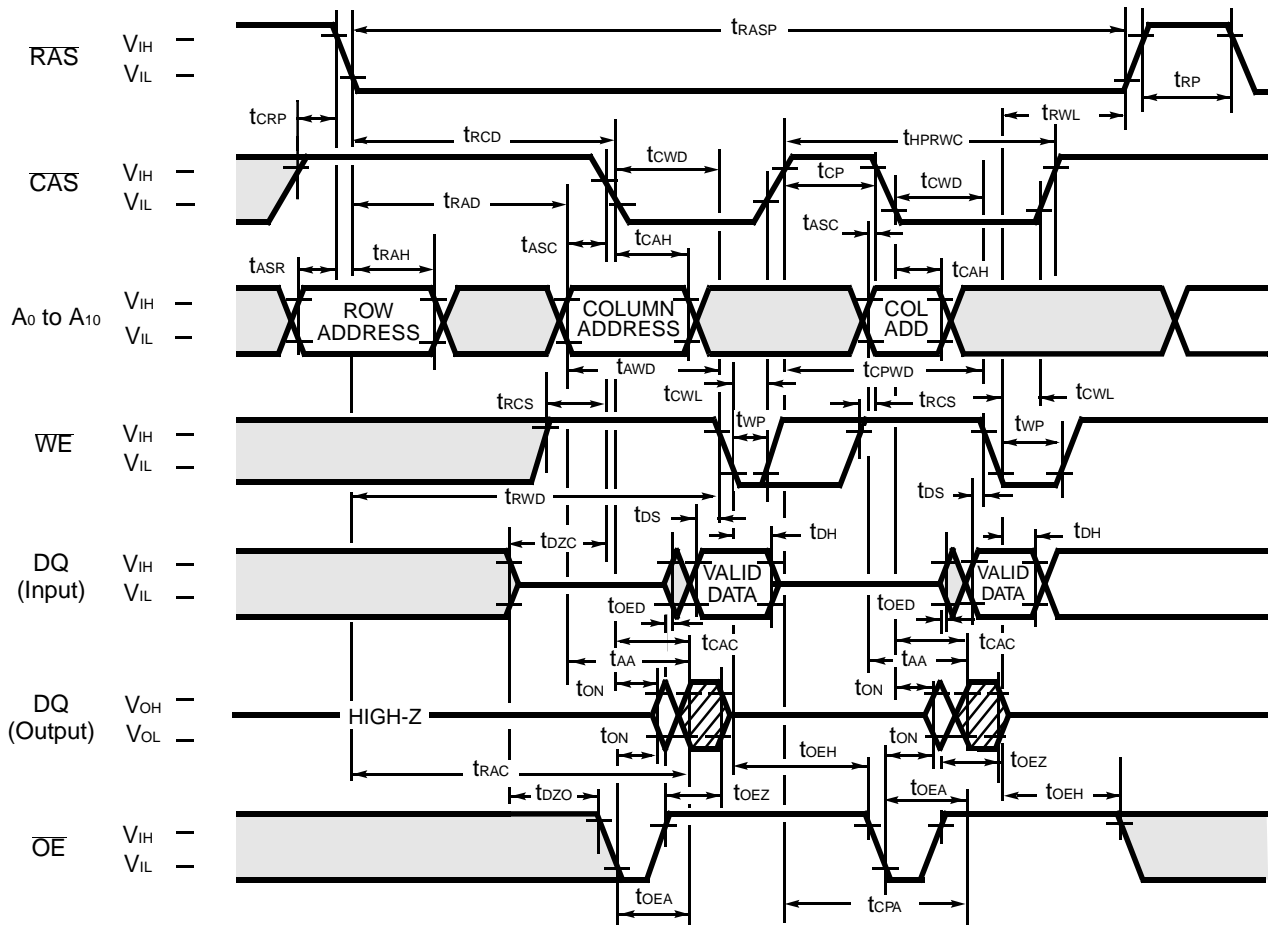 tRASP
RAS
VIH
VIL
tRP
tCRP
tRCD
tRWL
tHPRWC
CAS
VIH
VIL
tCWD
tCP
tCWD
tRAD
tASC
tCAH
tASC
tASR
tRAH
tCAH
A0 to A10
VIH
VIL
ROW
ADDRESS
COLUMN
ADDRESS
COL
ADD
tAWD
tCPWD
tRCS
tCWL
tWP
tRCS
tWP
tCWL
WE
VIH
VIL
tRWD
tDS
tDS
tDZC
tDH
tDH
DQ
(Input)
VIH
VIL
VALID
DATA
VALID
DATA
tOED
tOED
tCAC
tCAC
tAA
tAA
tON
tON
DQ
(Output)
VOH
VOL
HIGH-Z
tON
tON
tRAC
tOEH
tOEZ
tDZO
tOEZ
tOEA
tOEH
OE
VIH
VIL
tOEA
tCPA